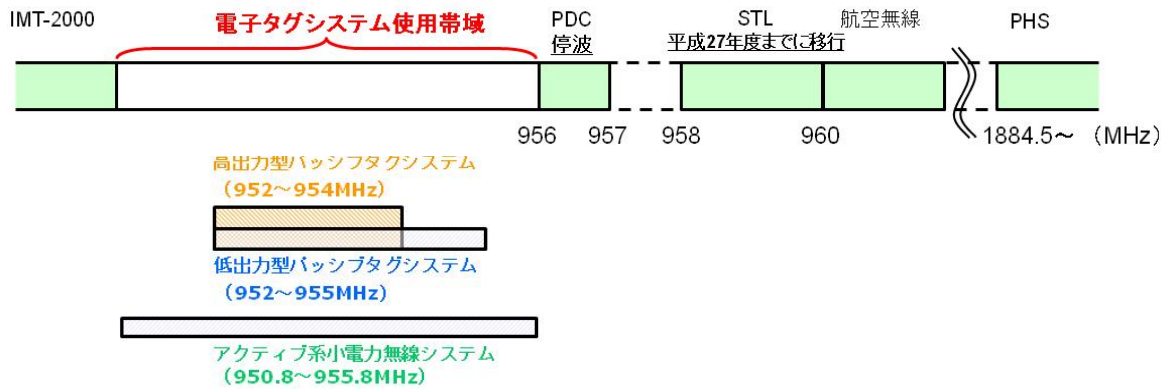 IMT-2000
電子タグシステム使用帯域
PDC
停波
STL
平成27年度までに移行
航空無線
PHS
956
957
958
960
1884.5～ （MHz）
高出力型パッシブタグシステム
（952～954MHz）
低出力型パッシブタグシステム
（952～955MHz）
アクティブ系小電力無線システム
（950.8～955.8MHz）